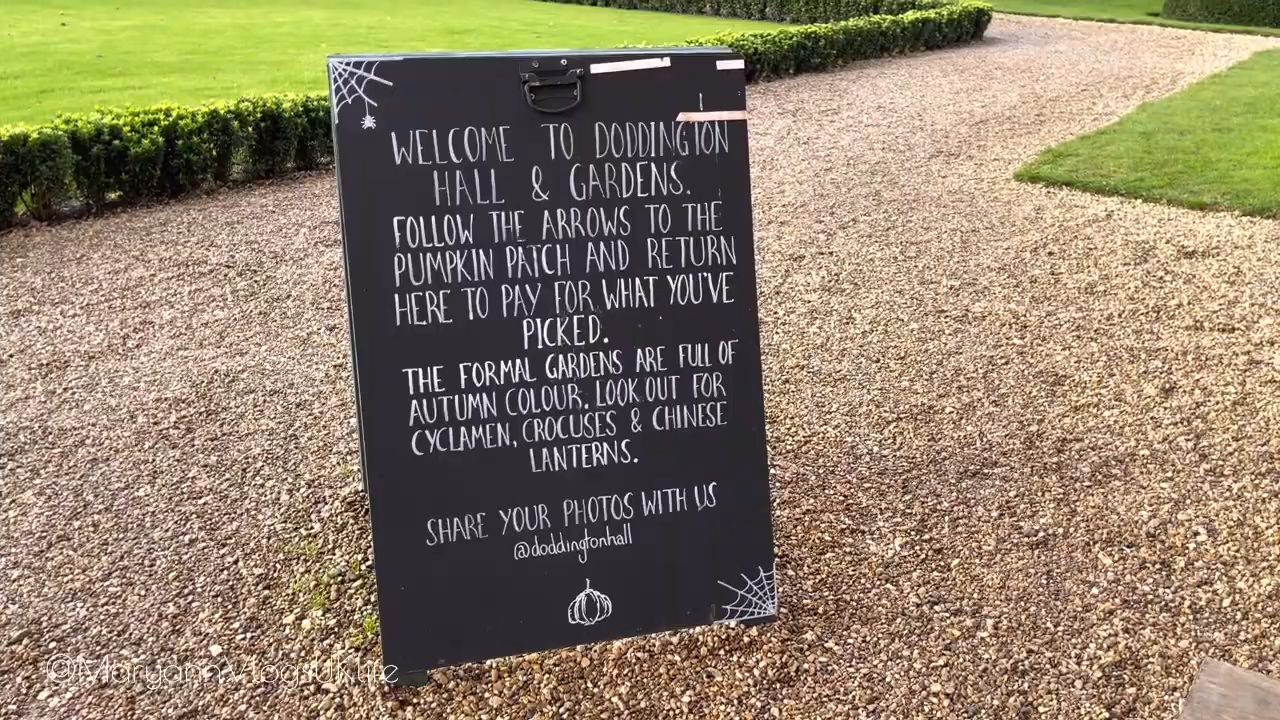 WELCOME TO DODDINGTON
HALL & GARDENS.
FOLLOW THE ARROWS TO THE
PUMPKIN PATCH AND RETURN
HERE TO PAY FOR WHAT YOU'VE
PICKED.
THE FORMAL GARDENS ARE FULL OF
AUTUMN COLOUR. LOOK OUT FOR
CYCLAMEN, CROCUSES & CHINESE
LANTERNS.
SHARE YOUR PHOTOS WITH US
@doddingtonhall
©MaryannVlogsUKlife